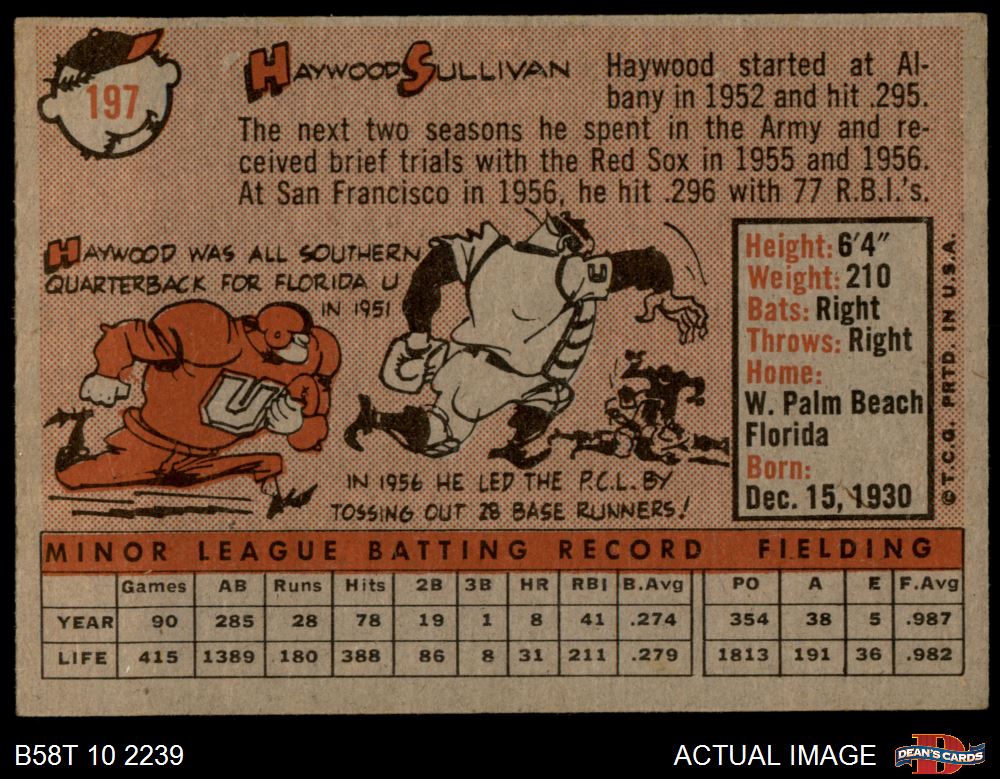 197
HAYWOOD SULLIVAN
Haywood started at Al-
bany in 1952 and hit .295.
The next two seasons he spent in the Army and re-
ceived brief trials with the Red Sox in 1955 and 1956.
At San Francisco in 1956, he hit .296 with 77 R.B.I.'s.
HAYWOOD WAS ALL SOUTHERN
QUARTERBACK FOR FLORIDA U
IN 1951
U
C
IN 1956 HE LED THE P.C.L. BY
TOSSING OUT 28 BASE RUNNERS!
Height: 6'4"
Weight: 210
Bats: Right
Throws: Right
Home:
W. Palm Beach
Florida
Born:
Dec. 15, 1930
©T.C.G. PRTD. IN U.S.A.
MINOR LEAGUE BATTING RECORD FIELDING
Games AB Runs Hits 2B 3B HR RBI B.Avg PO A E F.Avg
YEAR 90 285 28 78 19 1 8 41 .274 354 38 5 .987
LIFE 415 1389 180 388 86 8 31 211 .279 1813 191 36 .982
B58T 10 2239 ACTUAL IMAGE DEAN'S CARDS